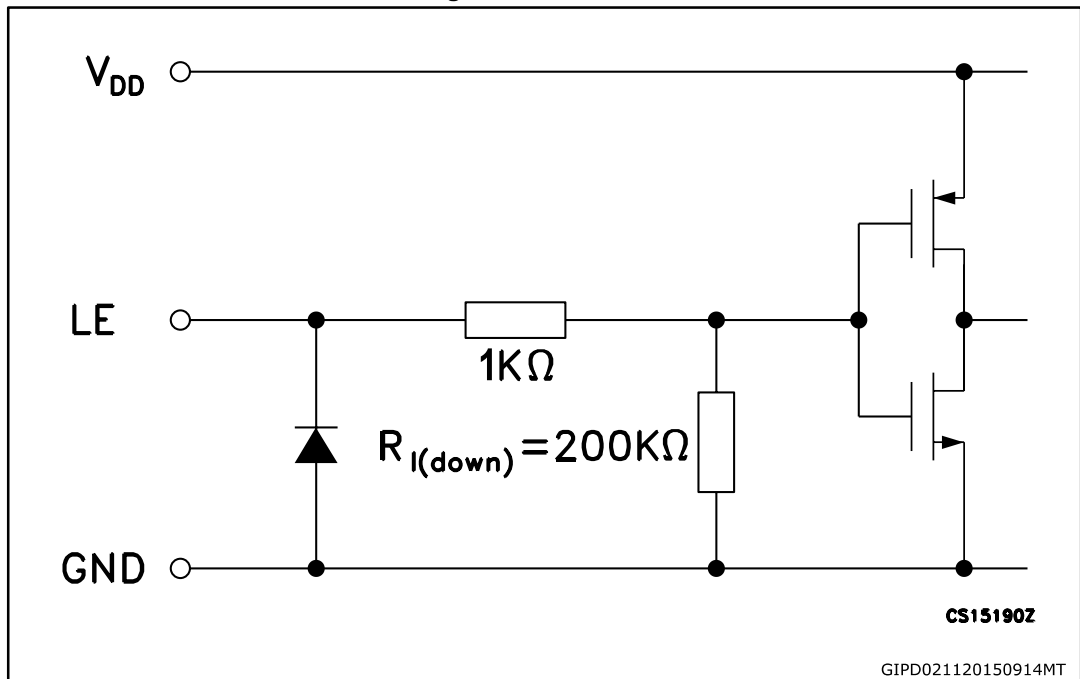 V_DD
LE
1KΩ
R_I(down)=200KΩ
GND
CS15190Z
GIPD021120150914MT